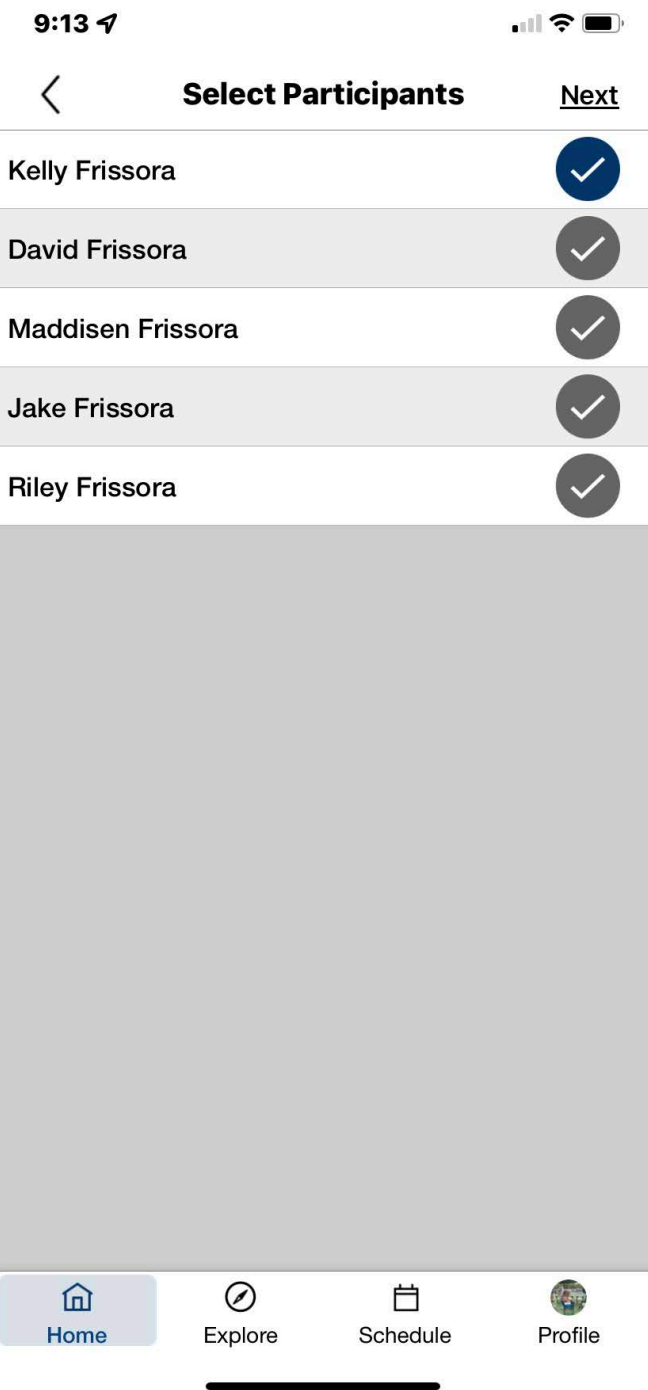 9:13
Select Participants
Next
Kelly Frissora
David Frissora
Maddisen Frissora
Jake Frissora
Riley Frissora
Home
Explore
Schedule
Profile